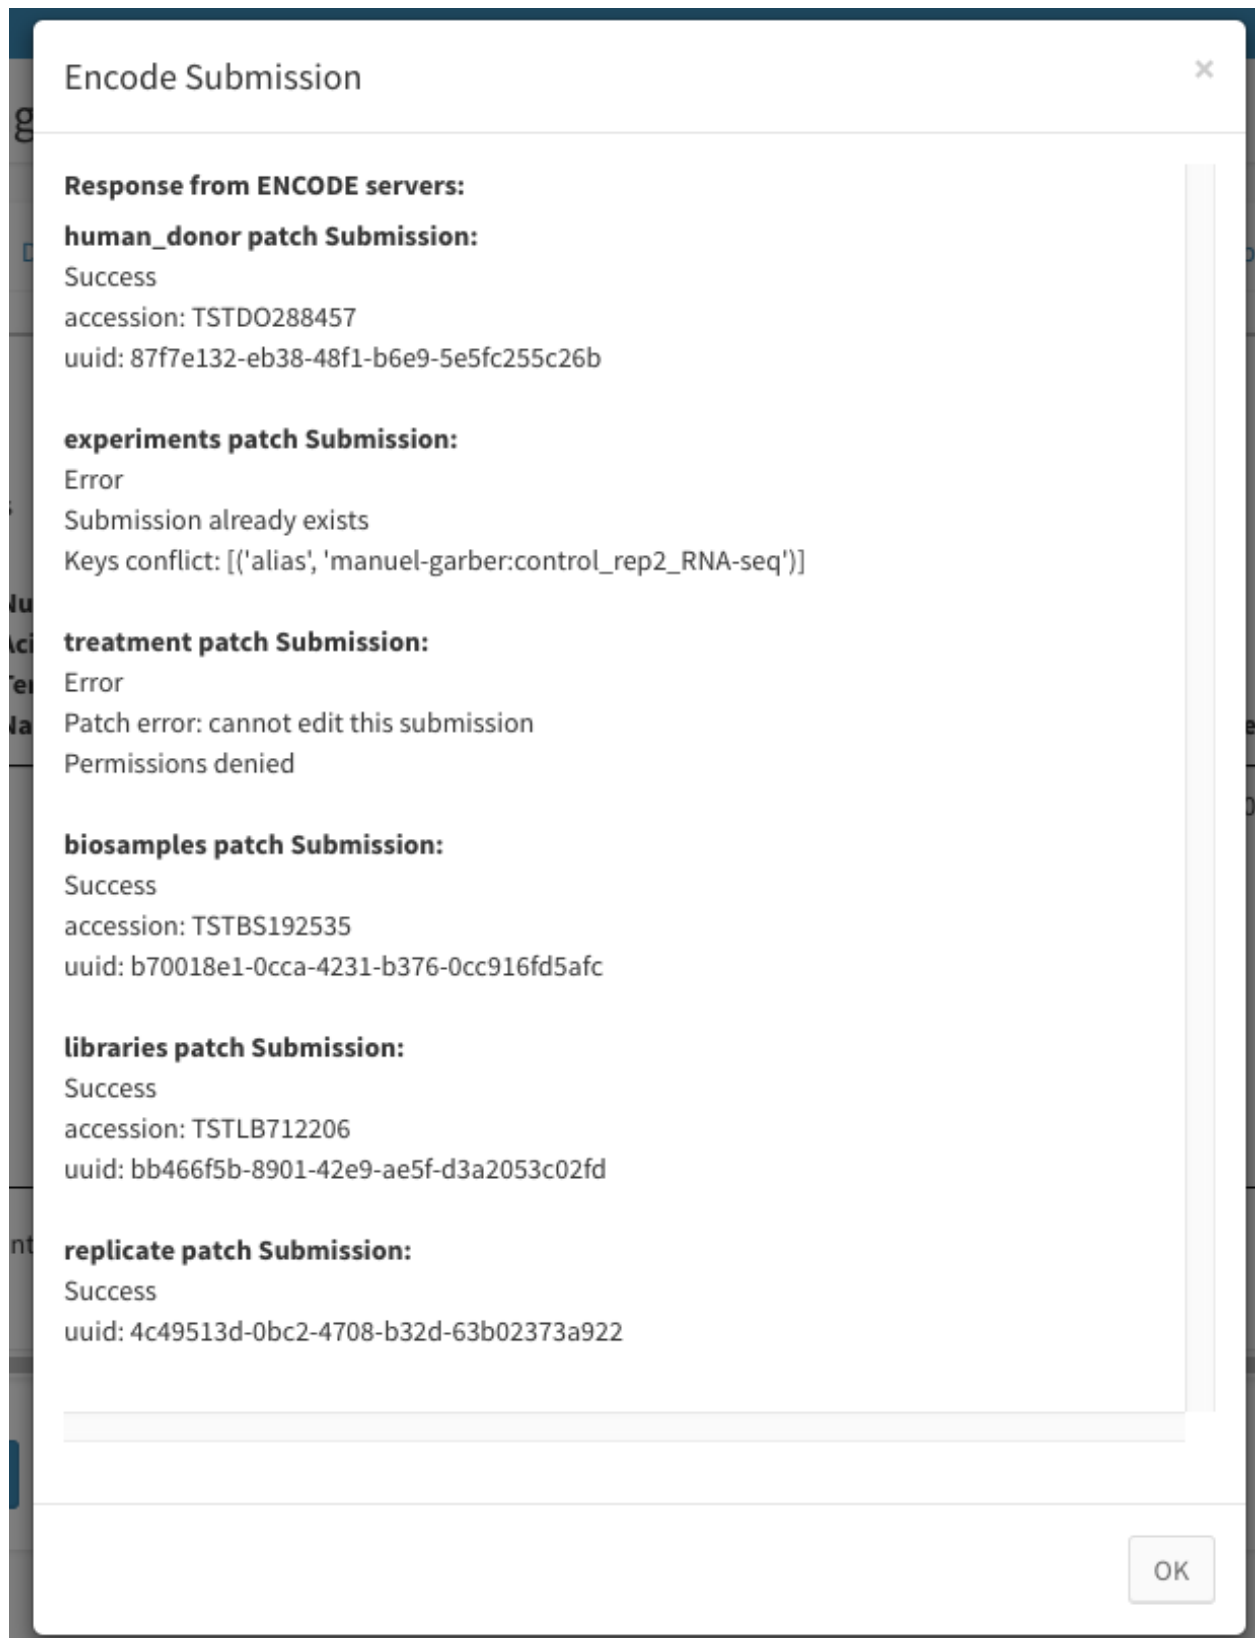 Encode Submission
×
Response from ENCODE servers:
human_donor patch Submission:
Success
accession: TSTDO288457
uuid: 87f7e132-eb38-48f1-b6e9-5e5fc255c26b
experiments patch Submission:
Error
Submission already exists
Keys conflict: [('alias', 'manuel-garber:control_rep2_RNA-seq')]
treatment patch Submission:
Error
Patch error: cannot edit this submission
Permissions denied
biosamples patch Submission:
Success
accession: TSTBS192535
uuid: b70018e1-0cca-4231-b376-0cc916fd5afc
libraries patch Submission:
Success
accession: TSTLB712206
uuid: bb466f5b-8901-42e9-ae5f-d3a2053c02fd
replicate patch Submission:
Success
uuid: 4c49513d-0bc2-4708-b32d-63b02373a922
OK